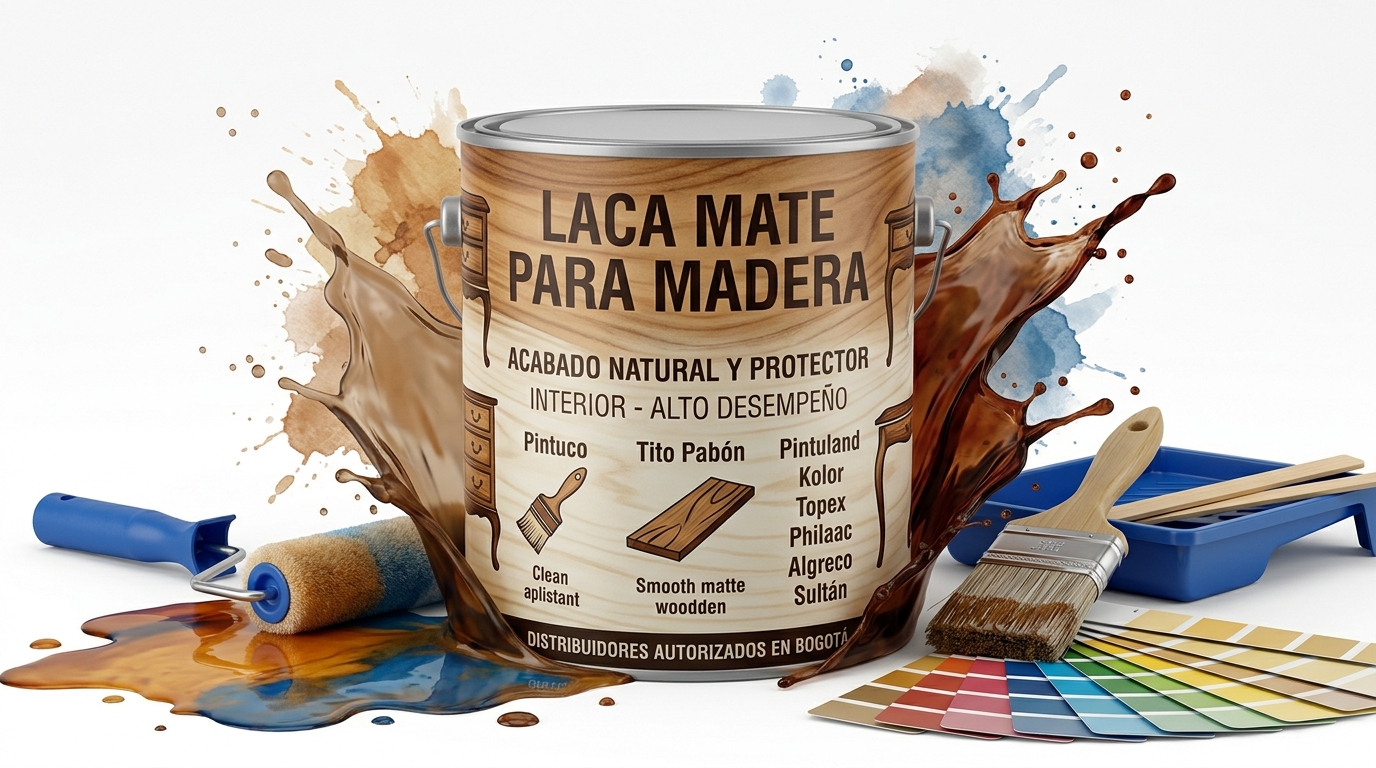 LACA MATE
PARA MADERA
ACABADO NATURAL Y PROTECTOR
INTERIOR - ALTO DESEMPEÑO
Pintuco
Clean
aplistant
Tito Pabón
Smooth matte
woodden
Pintuland
Kolor
Topex
Philaac
Algreco
Sultán
DISTRIBUIDORES AUTORIZADOS EN BOGOTÁ